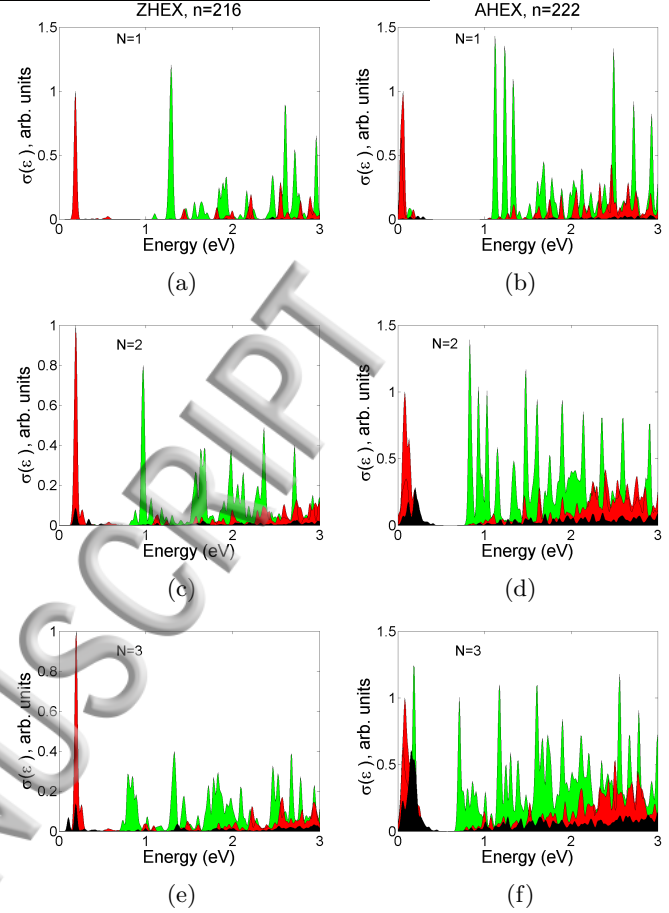 ZHEX, n=216
AHEX, n=222
1.5
1
0.5
0
σ(ε), arb. units
N=1
0 1 2 3
Energy (eV)
(a)
1.5
1
0.5
0
σ(ε), arb. units
N=1
0 1 2 3
Energy (eV)
(b)
1
0.8
0.6
0.4
0.2
0
σ(ε), arb. units
N=2
0 1 2 3
Energy (eV)
(c)
1.5
1
0.5
0
σ(ε), arb. units
N=2
0 1 2 3
Energy (eV)
(d)
1
0.8
0.6
0.4
0.2
0
σ(ε), arb. units
N=3
0 1 2 3
Energy (eV)
(e)
1.5
1
0.5
0
σ(ε), arb. units
N=3
0 1 2 3
Energy (eV)
(f)
NUSCRIPT